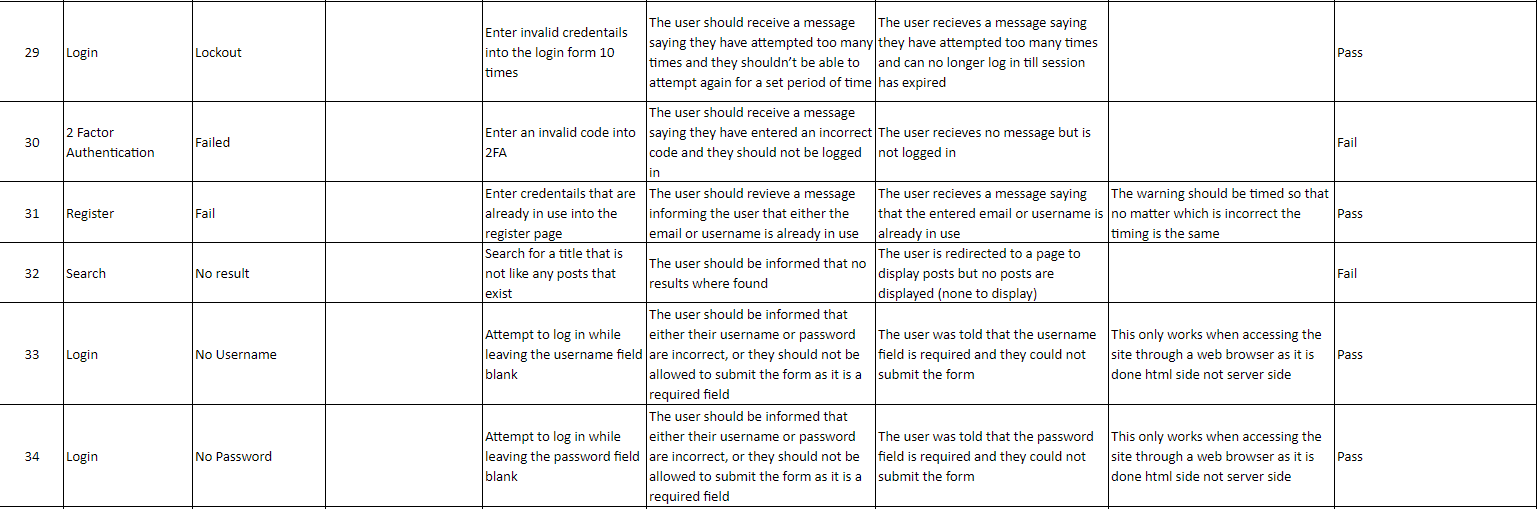 29
Login
Lockout
Enter invalid credentails
into the login form 10
times
The user should receive a message
saying they have attempted too many
times and they shouldn't be able to
attempt again for a set period of time
The user recieves a message saying
they have attempted too many times
and can no longer log in till session
has expired
Pass
30
2 Factor
Authentication
Failed
Enter an invalid code into
2FA
The user should receive a message
saying they have entered an incorrect
code and they should not be logged
in
The user recieves no message but is
not logged in
Fail
31
Register
Fail
Enter credentails that are
already in use into the
register page
The user should revieve a message
informing the user that either the
email or username is already in use
The user recieves a message saying
that the entered email or username is
already in use
The warning should be timed so that
no matter which is incorrect the
timing is the same
Pass
32
Search
No result
Search for a title that is
not like any posts that
exist
The user should be informed that no
results where found
The user is redirected to a page to
display posts but no posts are
displayed (none to display)
Fail
33
Login
No Username
Attempt to log in while
leaving the username field
blank
The user should be informed that
either their username or password
are incorrect, or they should not be
allowed to submit the form as it is a
required field
The user was told that the username
field is required and they could not
submit the form
This only works when accessing the
site through a web browser as it is
done html side not server side
Pass
34
Login
No Password
Attempt to log in while
leaving the password field
blank
The user should be informed that
either their username or password
are incorrect, or they should not be
allowed to submit the form as it is a
required field
The user was told that the password
field is required and they could not
submit the form
This only works when accessing the
site through a web browser as it is
done html side not server side
Pass